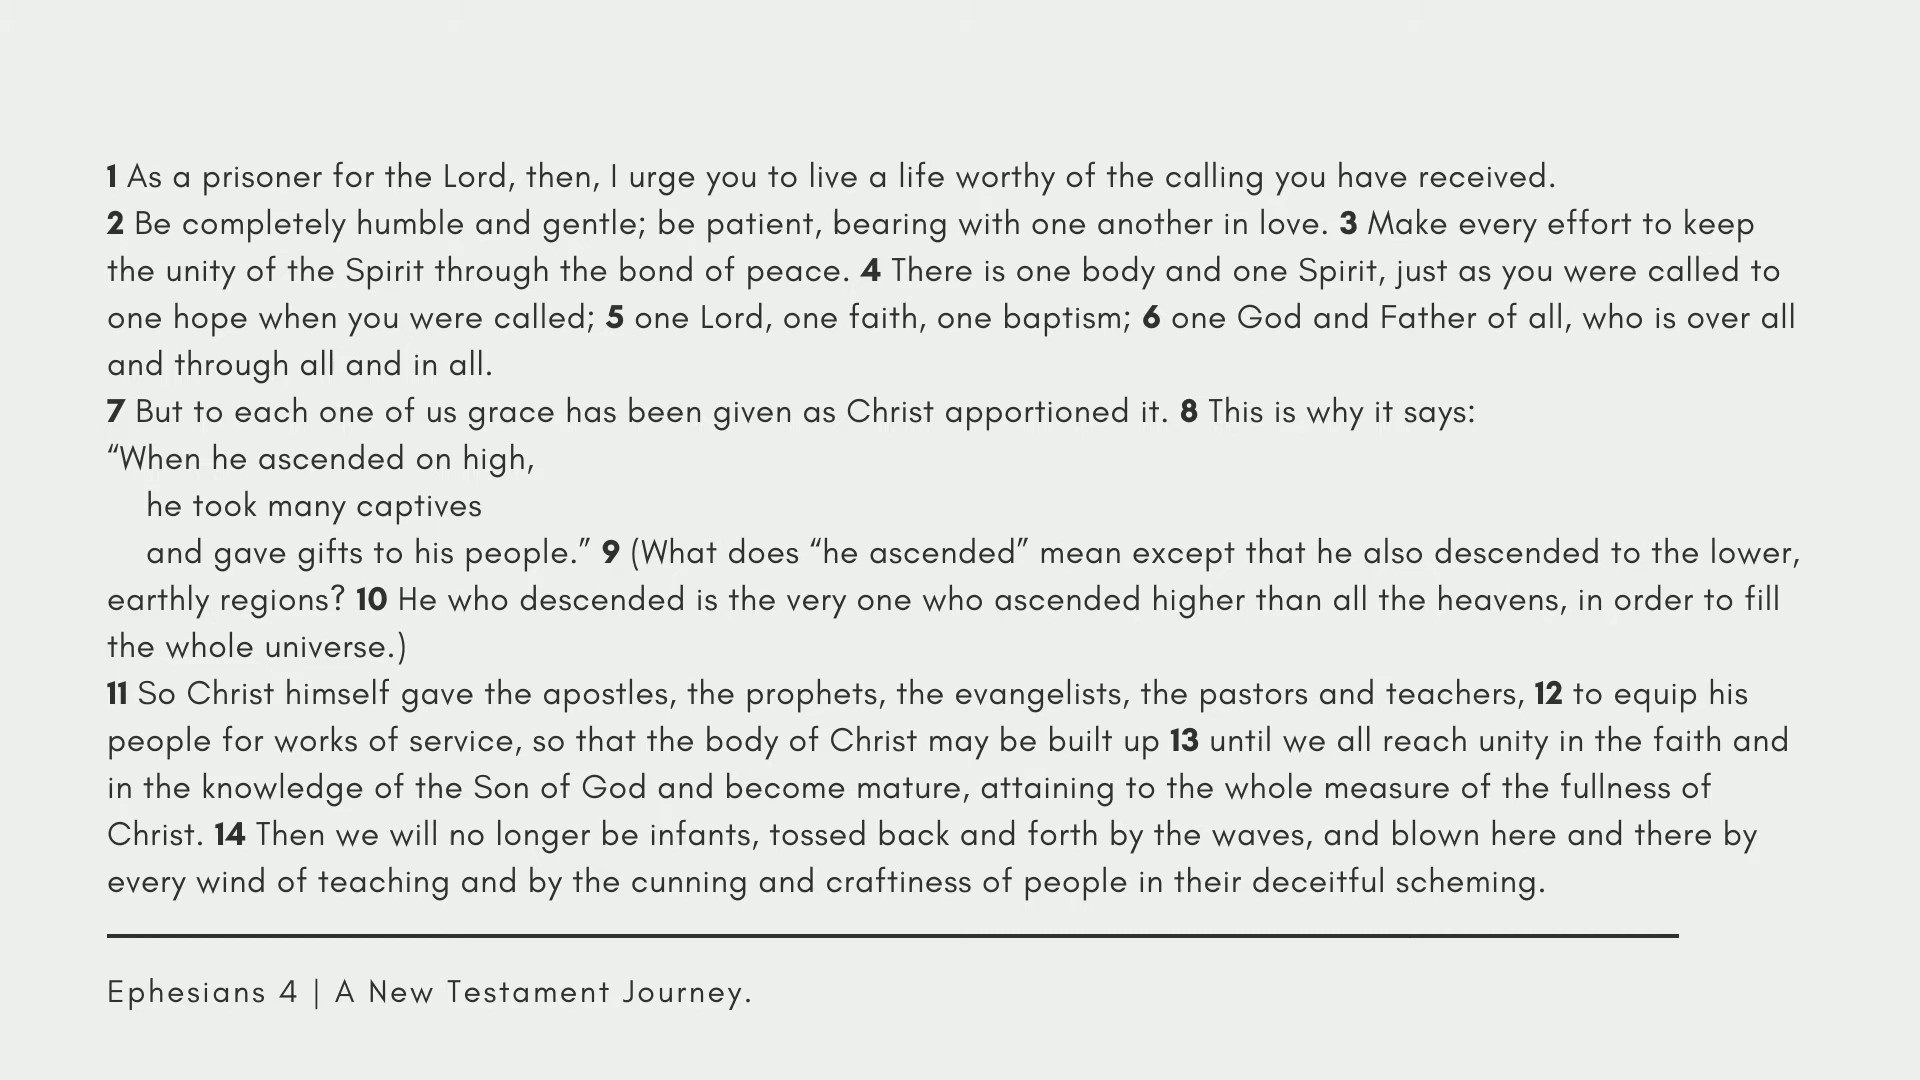 1 As a prisoner for the Lord, then, I urge you to live a life worthy of the calling you have received.
2 Be completely humble and gentle; be patient, bearing with one another in love. 3 Make every effort to keep
the unity of the Spirit through the bond of peace. 4 There is one body and one Spirit, just as you were called to
one hope when you were called; 5 one Lord, one faith, one baptism; 6 one God and Father of all, who is over all
and through all and in all.
7 But to each one of us grace has been given as Christ apportioned it. 8 This is why it says:
“When he ascended on high,
he took many captives
and gave gifts to his people.” 9 (What does “he ascended” mean except that he also descended to the lower,
earthly regions? 10 He who descended is the very one who ascended higher than all the heavens, in order to fill
the whole universe.)
11 So Christ himself gave the apostles, the prophets, the evangelists, the pastors and teachers, 12 to equip his
people for works of service, so that the body of Christ may be built up 13 until we all reach unity in the faith and
in the knowledge of the Son of God and become mature, attaining to the whole measure of the fullness of
Christ. 14 Then we will no longer be infants, tossed back and forth by the waves, and blown here and there by
every wind of teaching and by the cunning and craftiness of people in their deceitful scheming.
Ephesians 4 | A New Testament Journey.